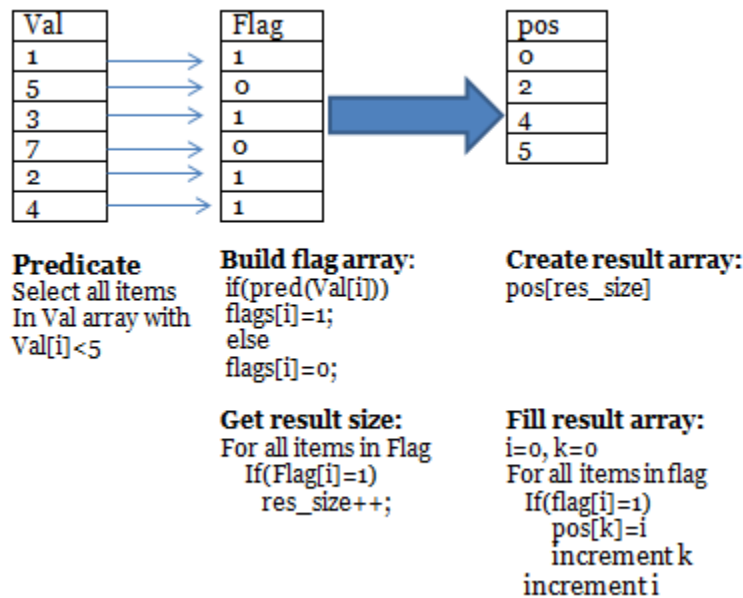 Val
1
5
3
7
2
4
Flag
1
0
1
0
1
1
pos
0
2
4
5
Predicate
Select all items
In Val array with
Val[i]<5
Build flag array:
if(pred(Val[i]))
flags[i]=1;
else
flags[i]=0;
Get result size:
For all items in Flag
If(Flag[i]=1)
res_size++;
Create result array:
pos[res_size]
Fill result array:
i=0, k=0
For all items in flag
If(flag[i]=1)
pos[k]=i
increment k
increment i